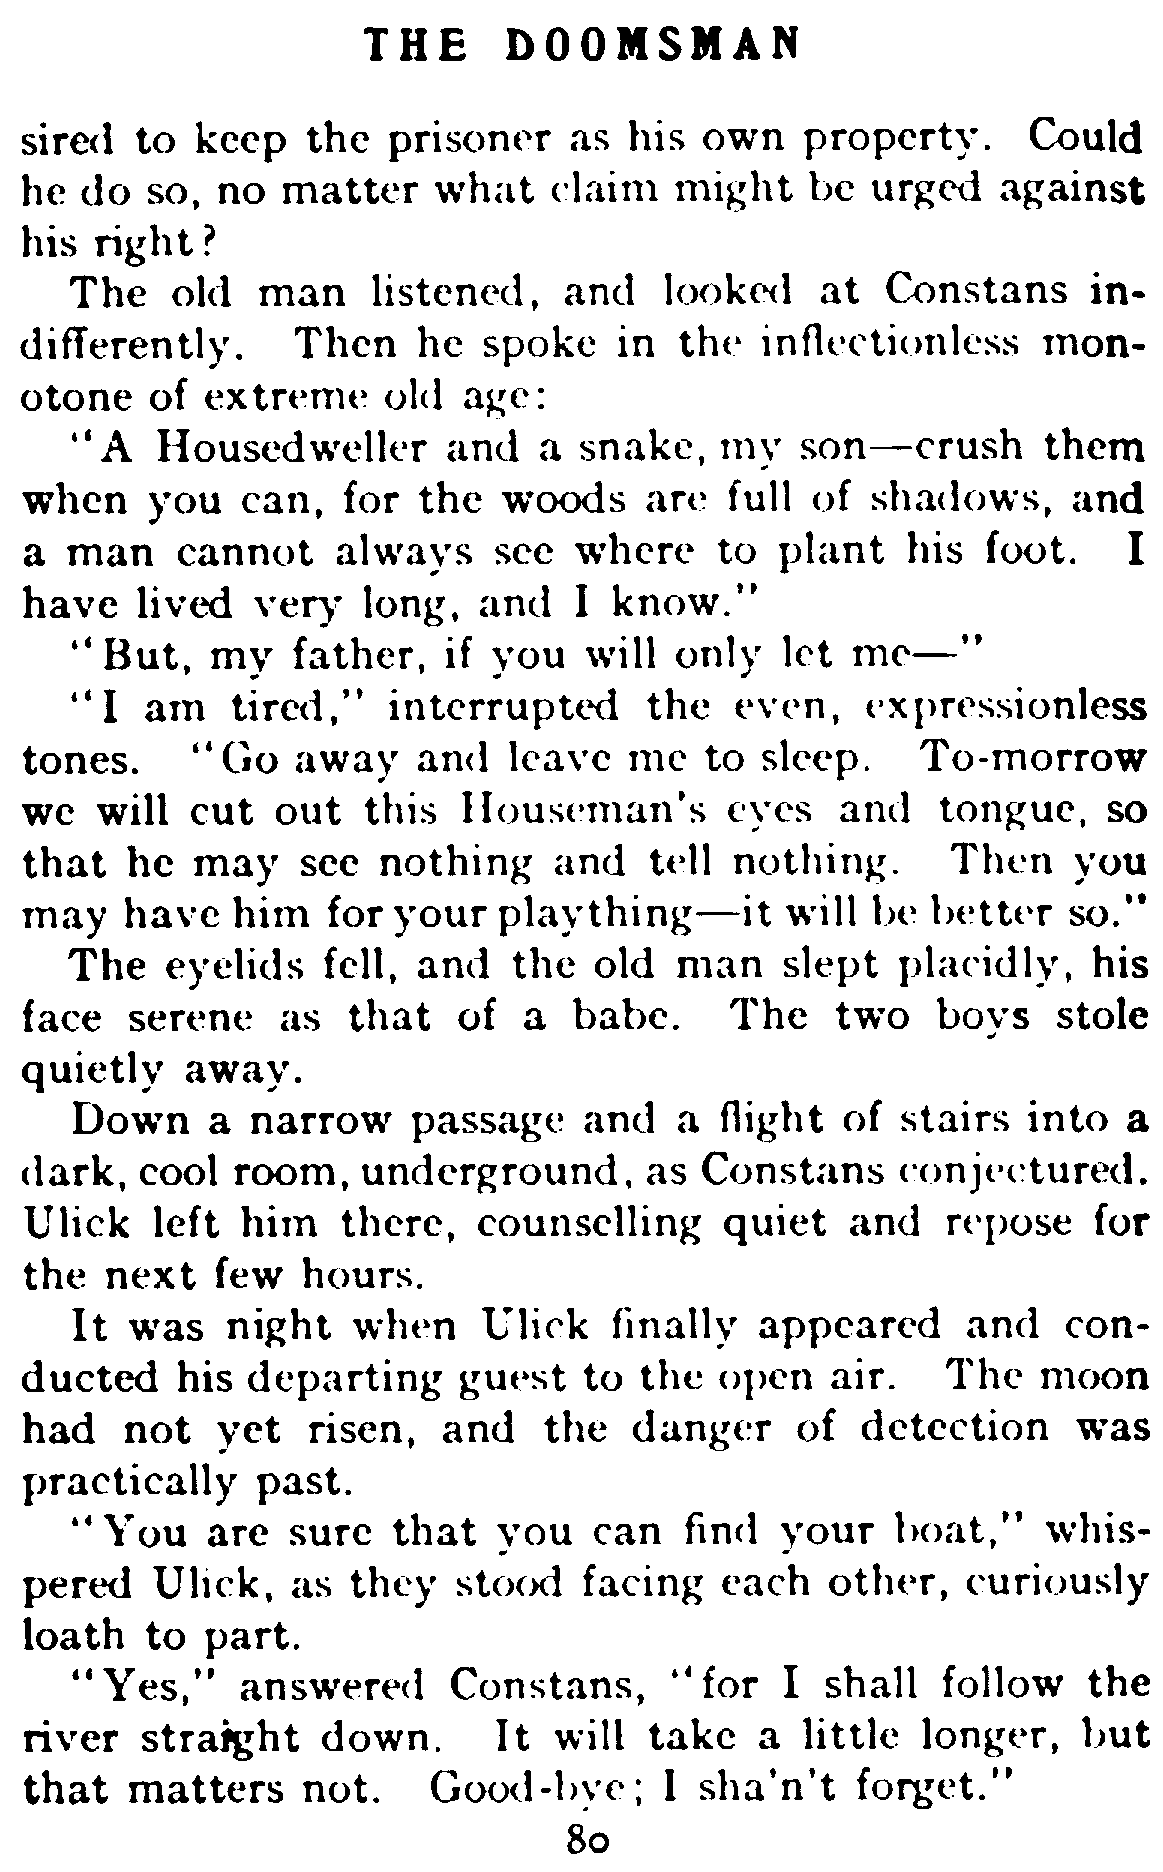 THE DOOMSMAN
sired to keep the prisoner as his own property. Could
he do so, no matter what claim might be urged against
his right?
The old man listened, and looked at Constans in-
differently. Then he spoke in the inflectionless mon-
otone of extreme old age:
"A Housedweller and a snake, my son—crush them
when you can, for the woods are full of shadows, and
a man cannot always see where to plant his foot. I
have lived very long, and I know."
"But, my father, if you will only let me—"
"I am tired," interrupted the even, expressionless
tones. "Go away and leave me to sleep. To-morrow
we will cut out this Houseman's eyes and tongue, so
that he may see nothing and tell nothing. Then you
may have him for your plaything—it will be better so."
The eyelids fell, and the old man slept placidly, his
face serene as that of a babe. The two boys stole
quietly away.
Down a narrow passage and a flight of stairs into a
dark, cool room, underground, as Constans conjectured.
Ulick left him there, counselling quiet and repose for
the next few hours.
It was night when Ulick finally appeared and con-
ducted his departing guest to the open air. The moon
had not yet risen, and the danger of detection was
practically past.
"You are sure that you can find your boat," whis-
pered Ulick, as they stood facing each other, curiously
loath to part.
"Yes," answered Constans, "for I shall follow the
river straight down. It will take a little longer, but
that matters not. Good-bye; I sha'n't forget."
80